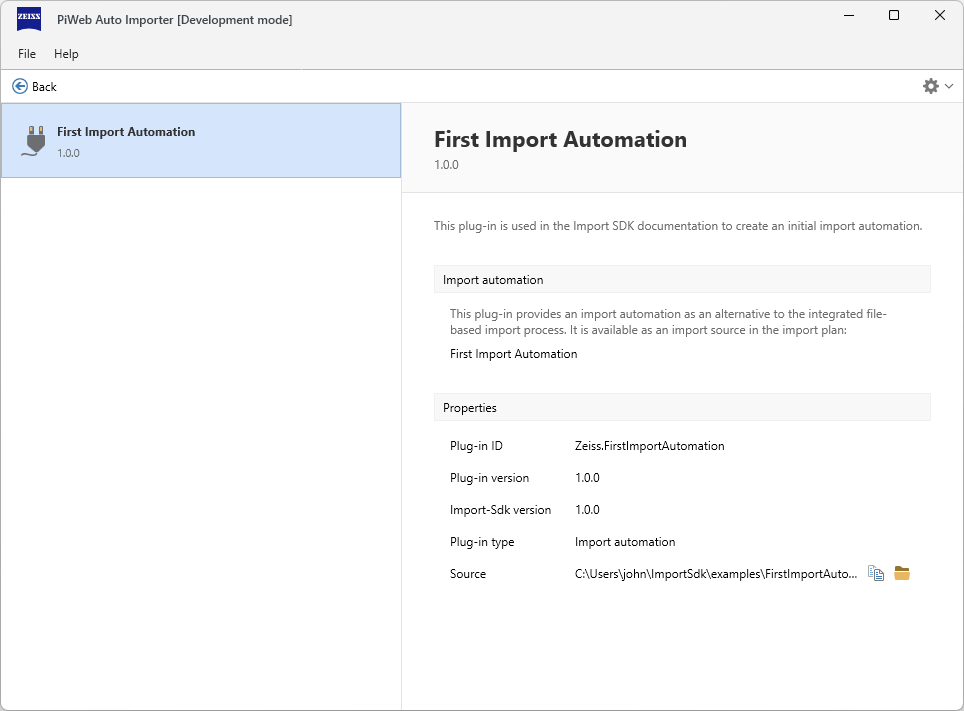 ZEISS
PiWeb Auto Importer [Development mode]
File Help
Back
First Import Automation
1.0.0
First Import Automation
1.0.0
This plug-in is used in the Import SDK documentation to create an initial import automation.
Import automation
This plug-in provides an import automation as an alternative to the integrated file-
based import process. It is available as an import source in the import plan:
First Import Automation
Properties
Plug-in ID Zeiss.FirstImportAutomation
Plug-in version 1.0.0
Import-Sdk version 1.0.0
Plug-in type Import automation
Source C:\Users\john\ImportSdk\examples\FirstImportAuto...